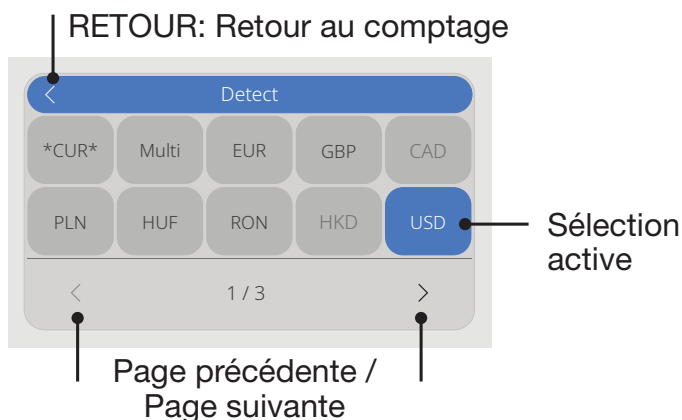 RETOUR: Retour au comptage
< Detect
*CUR* Multi EUR GBP CAD
PLN HUF RON HKD USD
Sélection
active
< 1 / 3 >
Page précédente /
Page suivante